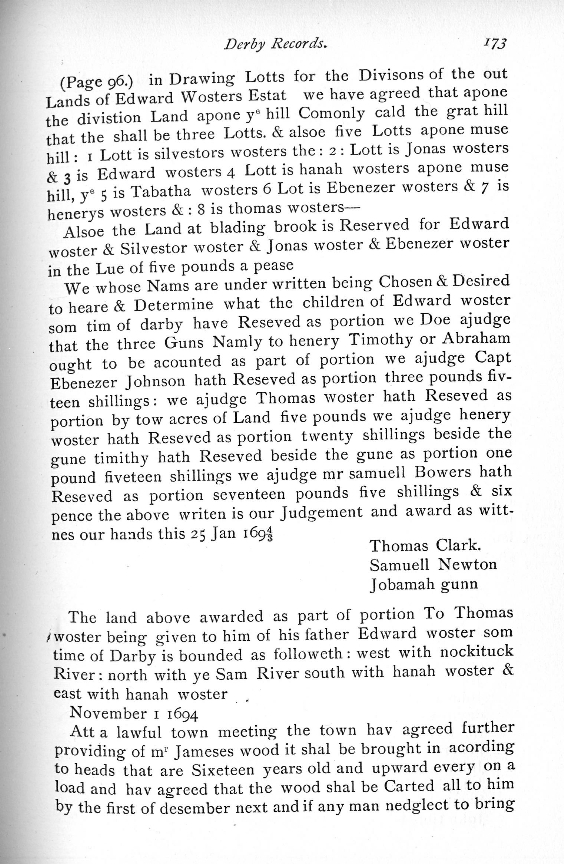 Derby Records. 173
(Page 96.) in Drawing Lotts for the Divisons of the out
Lands of Edward Wosters Estat we have agreed that apone
the divistion Land apone yᵉ hill Comonly cald the grat hill
that the shall be three Lotts. & alsoe five Lotts apone muse
hill : 1 Lott is silvestors wosters the : 2 : Lott is Jonas wosters
& 3 is Edward wosters 4 Lott is hanah wosters apone muse
hill, yᵉ 5 is Tabatha wosters 6 Lot is Ebenezer wosters & 7 is
henerys wosters & : 8 is thomas wosters—
Alsoe the Land at blading brook is Reserved for Edward
woster & Silvestor woster & Jonas woster & Ebenezer woster
in the Lue of five pounds a pease
We whose Nams are under written being Chosen & Desired
to heare & Determine what the children of Edward woster
som tim of darby have Reseved as portion we Doe ajudge
that the three Guns Namly to henery Timothy or Abraham
ought to be acounted as part of portion we ajudge Capt
Ebenezer Johnson hath Reseved as portion three pounds fiv-
teen shillings : we ajudge Thomas woster hath Reseved as
portion by tow acres of Land five pounds we ajudge henery
woster hath Reseved as portion twenty shillings beside the
gune timithy hath Reseved beside the gune as portion one
pound fiveteen shillings we ajudge mr samuell Bowers hath
Reseved as portion seventeen pounds five shillings & six
pence the above writen is our Judgement and award as witt-
nes our hands this 25 Jan 169⅘
Thomas Clark.
Samuell Newton
Jobamah gunn
The land above awarded as part of portion To Thomas
woster being given to him of his father Edward woster som
time of Darby is bounded as followeth : west with nockituck
River : north with ye Sam River south with hanah woster &
east with hanah woster
November 1 1694
Att a lawful town meeting the town hav agreed further
providing of mʳ Jameses wood it shal be brought in acording
to heads that are Sixeteen years old and upward every on a
load and hav agreed that the wood shal be Carted all to him
by the first of desember next and if any man nedglect to bring